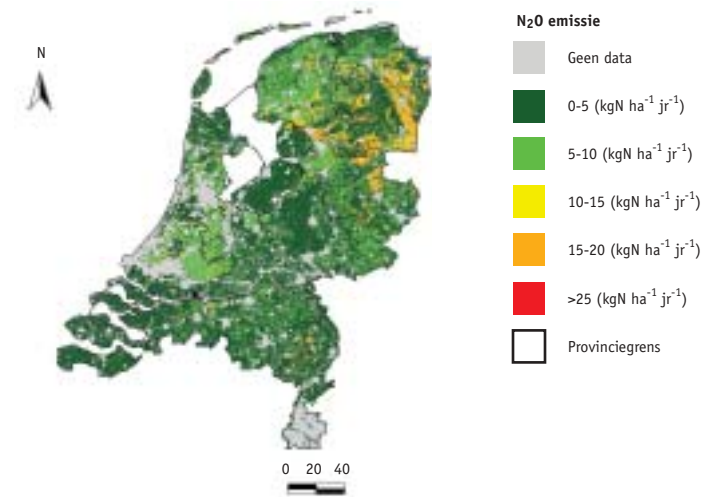 N₂O emissie
N
Geen data
0-5 (kgN ha⁻¹ jr⁻¹)
5-10 (kgN ha⁻¹ jr⁻¹)
10-15 (kgN ha⁻¹ jr⁻¹)
15-20 (kgN ha⁻¹ jr⁻¹)
>25 (kgN ha⁻¹ jr⁻¹)
Provinciegrens
0 20 40